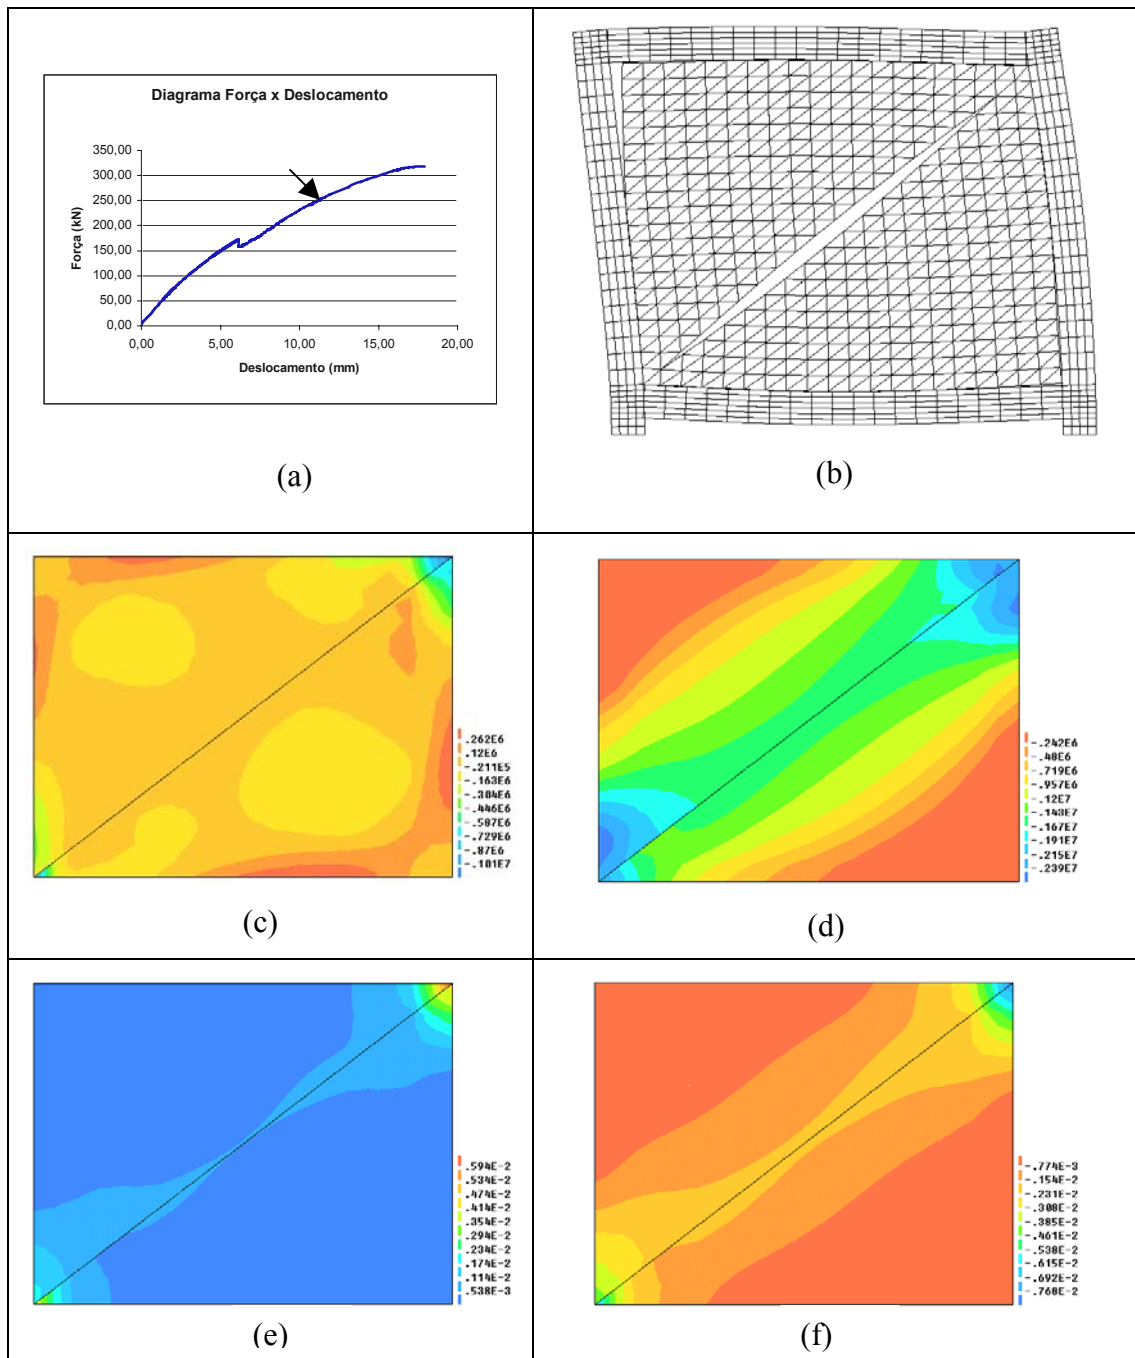 Diagrama Força x Deslocamento
350,00
300,00
250,00
200,00
150,00
100,00
50,00
0,00
Força (kN)
0,00 5,00 10,00 15,00 20,00
Deslocamento (mm)
(a)
(b)
.262E6
.12E6
-.211E5
-.163E6
-.304E6
-.446E6
-.587E6
-.729E6
-.87E6
-.101E7
(c)
-.242E6
-.48E6
-.719E6
-.957E6
-.12E7
-.143E7
-.167E7
-.191E7
-.215E7
-.239E7
(d)
.594E-2
.534E-2
.474E-2
.414E-2
.354E-2
.294E-2
.234E-2
.174E-2
.114E-2
.538E-3
(e)
-.774E-3
-.154E-2
-.231E-2
-.308E-2
-.385E-2
-.461E-2
-.538E-2
-.615E-2
-.692E-2
-.768E-2
(f)